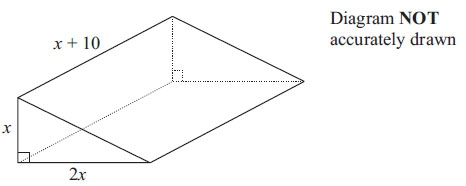 Diagram NOT
accurately drawn
x + 10
x
2x